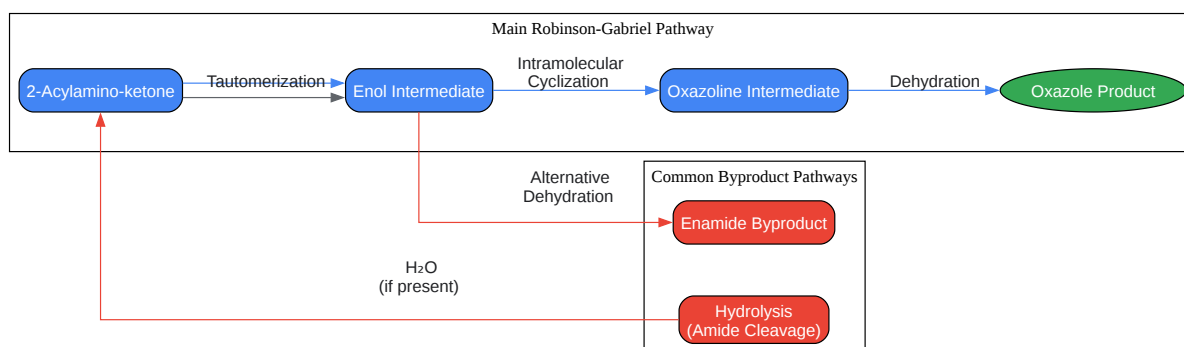 Main Robinson-Gabriel Pathway
2-Acylamino-ketone
Tautomerization
Enol Intermediate
Intramolecular
Cyclization
Oxazoline Intermediate
Dehydration
Oxazole Product
Alternative
Dehydration
Common Byproduct Pathways
Enamide Byproduct
H₂O
(if present)
Hydrolysis
(Amide Cleavage)